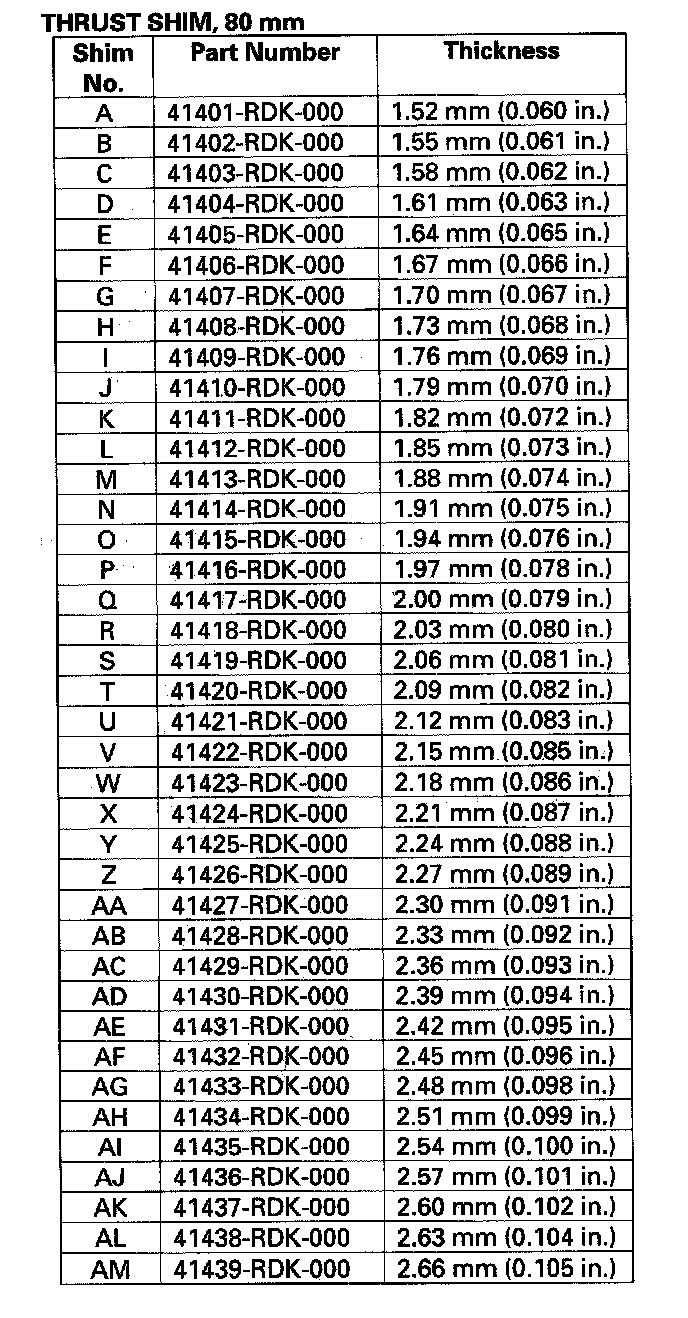 THRUST SHIM, 80 mm
Shim No. Part Number Thickness
A 41401-RDK-000 1.52 mm (0.060 in.)
B 41402-RDK-000 1.55 mm (0.061 in.)
C 41403-RDK-000 1.58 mm (0.062 in.)
D 41404-RDK-000 1.61 mm (0.063 in.)
E 41405-RDK-000 1.64 mm (0.065 in.)
F 41406-RDK-000 1.67 mm (0.066 in.)
G 41407-RDK-000 1.70 mm (0.067 in.)
H 41408-RDK-000 1.73 mm (0.068 in.)
I 41409-RDK-000 1.76 mm (0.069 in.)
J 41410-RDK-000 1.79 mm (0.070 in.)
K 41411-RDK-000 1.82 mm (0.072 in.)
L 41412-RDK-000 1.85 mm (0.073 in.)
M 41413-RDK-000 1.88 mm (0.074 in.)
N 41414-RDK-000 1.91 mm (0.075 in.)
O 41415-RDK-000 1.94 mm (0.076 in.)
P 41416-RDK-000 1.97 mm (0.078 in.)
Q 41417-RDK-000 2.00 mm (0.079 in.)
R 41418-RDK-000 2.03 mm (0.080 in.)
S 41419-RDK-000 2.06 mm (0.081 in.)
T 41420-RDK-000 2.09 mm (0.082 in.)
U 41421-RDK-000 2.12 mm (0.083 in.)
V 41422-RDK-000 2.15 mm (0.085 in.)
W 41423-RDK-000 2.18 mm (0.086 in.)
X 41424-RDK-000 2.21 mm (0.087 in.)
Y 41425-RDK-000 2.24 mm (0.088 in.)
Z 41426-RDK-000 2.27 mm (0.089 in.)
AA 41427-RDK-000 2.30 mm (0.091 in.)
AB 41428-RDK-000 2.33 mm (0.092 in.)
AC 41429-RDK-000 2.36 mm (0.093 in.)
AD 41430-RDK-000 2.39 mm (0.094 in.)
AE 41431-RDK-000 2.42 mm (0.095 in.)
AF 41432-RDK-000 2.45 mm (0.096 in.)
AG 41433-RDK-000 2.48 mm (0.098 in.)
AH 41434-RDK-000 2.51 mm (0.099 in.)
AI 41435-RDK-000 2.54 mm (0.100 in.)
AJ 41436-RDK-000 2.57 mm (0.101 in.)
AK 41437-RDK-000 2.60 mm (0.102 in.)
AL 41438-RDK-000 2.63 mm (0.104 in.)
AM 41439-RDK-000 2.66 mm (0.105 in.)